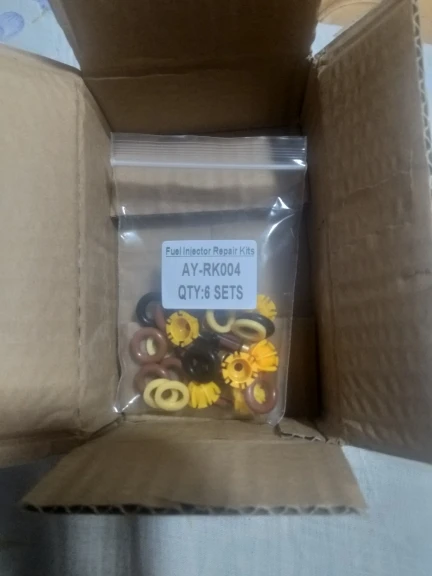 Fuel Injector Repair Kits
AY-RK004
QTY:6 SETS